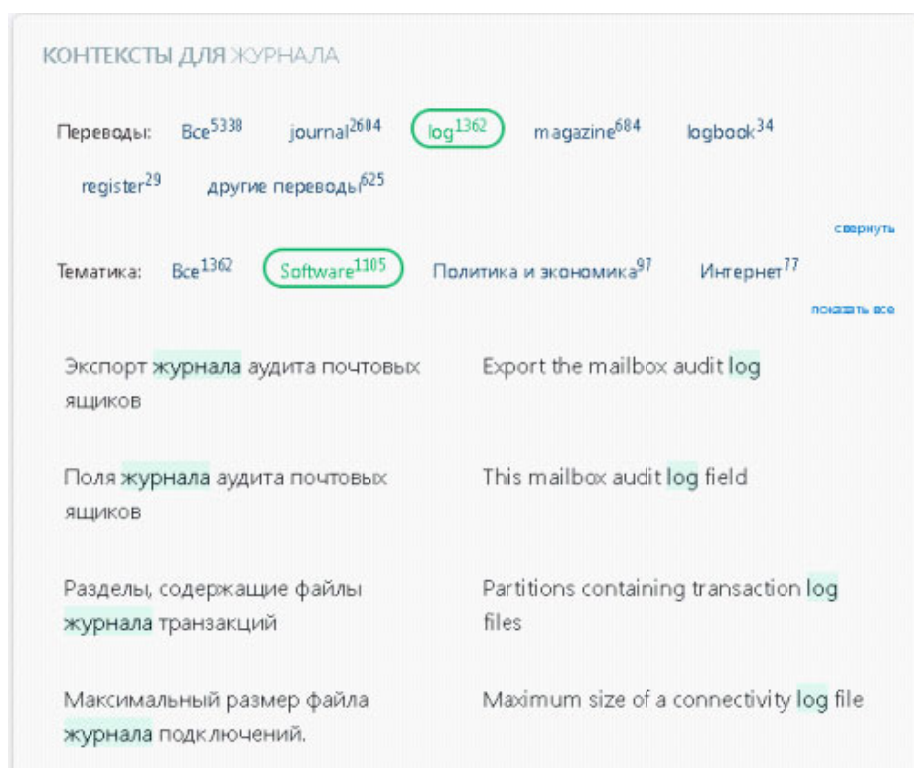 КОНТЕКСТЫ ДЛЯ ЖУРНАЛА
Переводы: Все5338 journal2684 log1362 magazine684 logbook34
register29 другие переводы625
свернуть
Тематика: Все1362 Software1105 Политика и экономика97 Интернет77
показать все
Экспорт журнала аудита почтовых Export the mailbox audit log
ящиков
Поля журнала аудита почтовых This mailbox audit log field
ящиков
Разделы, содержащие файлы Partitions containing transaction log
журнала транзакций files
Максимальный размер файла Maximum size of a connectivity log file
журнала подключений.